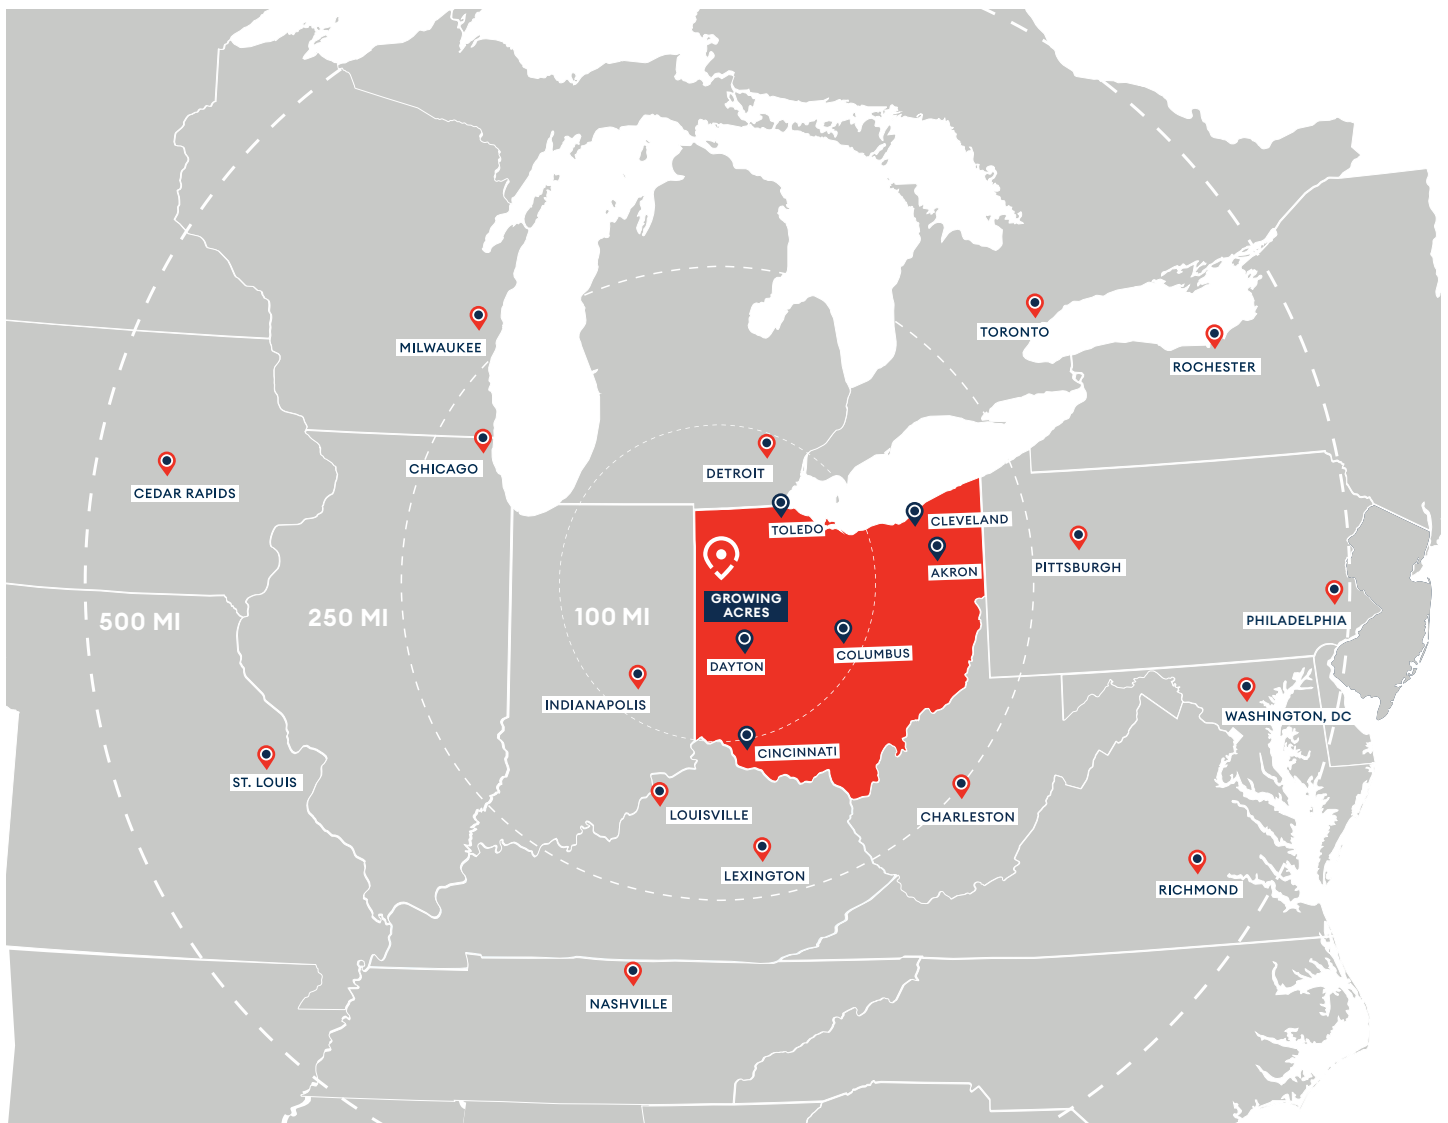 TORONTO
MILWAUKEE
ROCHESTER
CHICAGO
DETROIT
CEDAR RAPIDS
TOLEDO
CLEVELAND
AKRON
PITTSBURGH
GROWING
ACRES
500 MI
250 MI
100 MI
PHILADELPHIA
COLUMBUS
DAYTON
INDIANAPOLIS
WASHINGTON, DC
CINCINNATI
ST. LOUIS
LOUISVILLE
CHARLESTON
LEXINGTON
RICHMOND
NASHVILLE